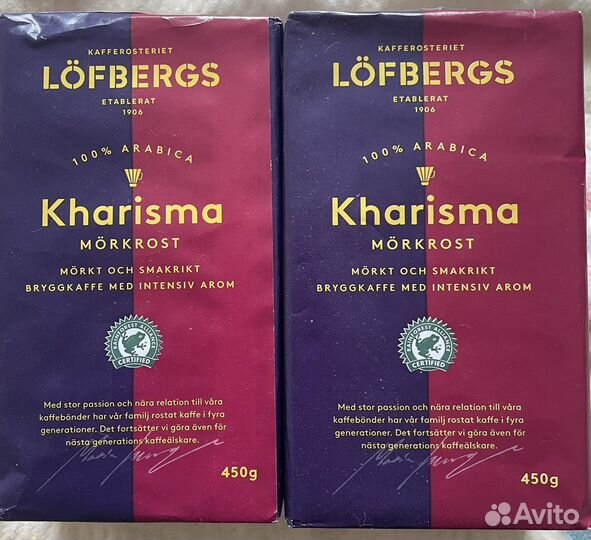 KAFFEROSTERIET
LÖFBERGS
ETABLERAT
1906
100% ARABICA
Kharisma
MÖRKROST
MÖRKT OCH SMAKRIKT
BRYGGKAFFE MED INTENSIV AROM
RAINFOREST ALLIANCE
CERTIFIED
Med stor passion och nära relation till våra
kaffebönder har vår familj rostat kaffe i fyra
generationer. Det fortsätter vi göra även för
nästa generations kaffeälskare.
450g
KAFFEROSTERIET
LÖFBERGS
ETABLERAT
1906
100% ARABICA
Kharisma
MÖRKROST
MÖRKT OCH SMAKRIKT
BRYGGKAFFE MED INTENSIV AROM
RAINFOREST ALLIANCE
CERTIFIED
Med stor passion och nära relation till våra
kaffebönder har vår familj rostat kaffe i fyra
generationer. Det fortsätter vi göra även för
nästa generations kaffeälskare.
450g
Avito